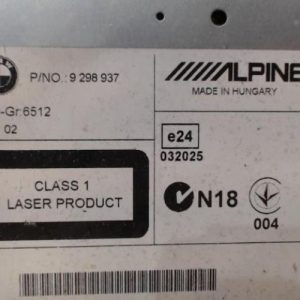 P/NO.: 9 298 937
-Gr:6512
02
ALPINE
MADE IN HUNGARY
e24
032025
CLASS 1
LASER PRODUCT
N18
004